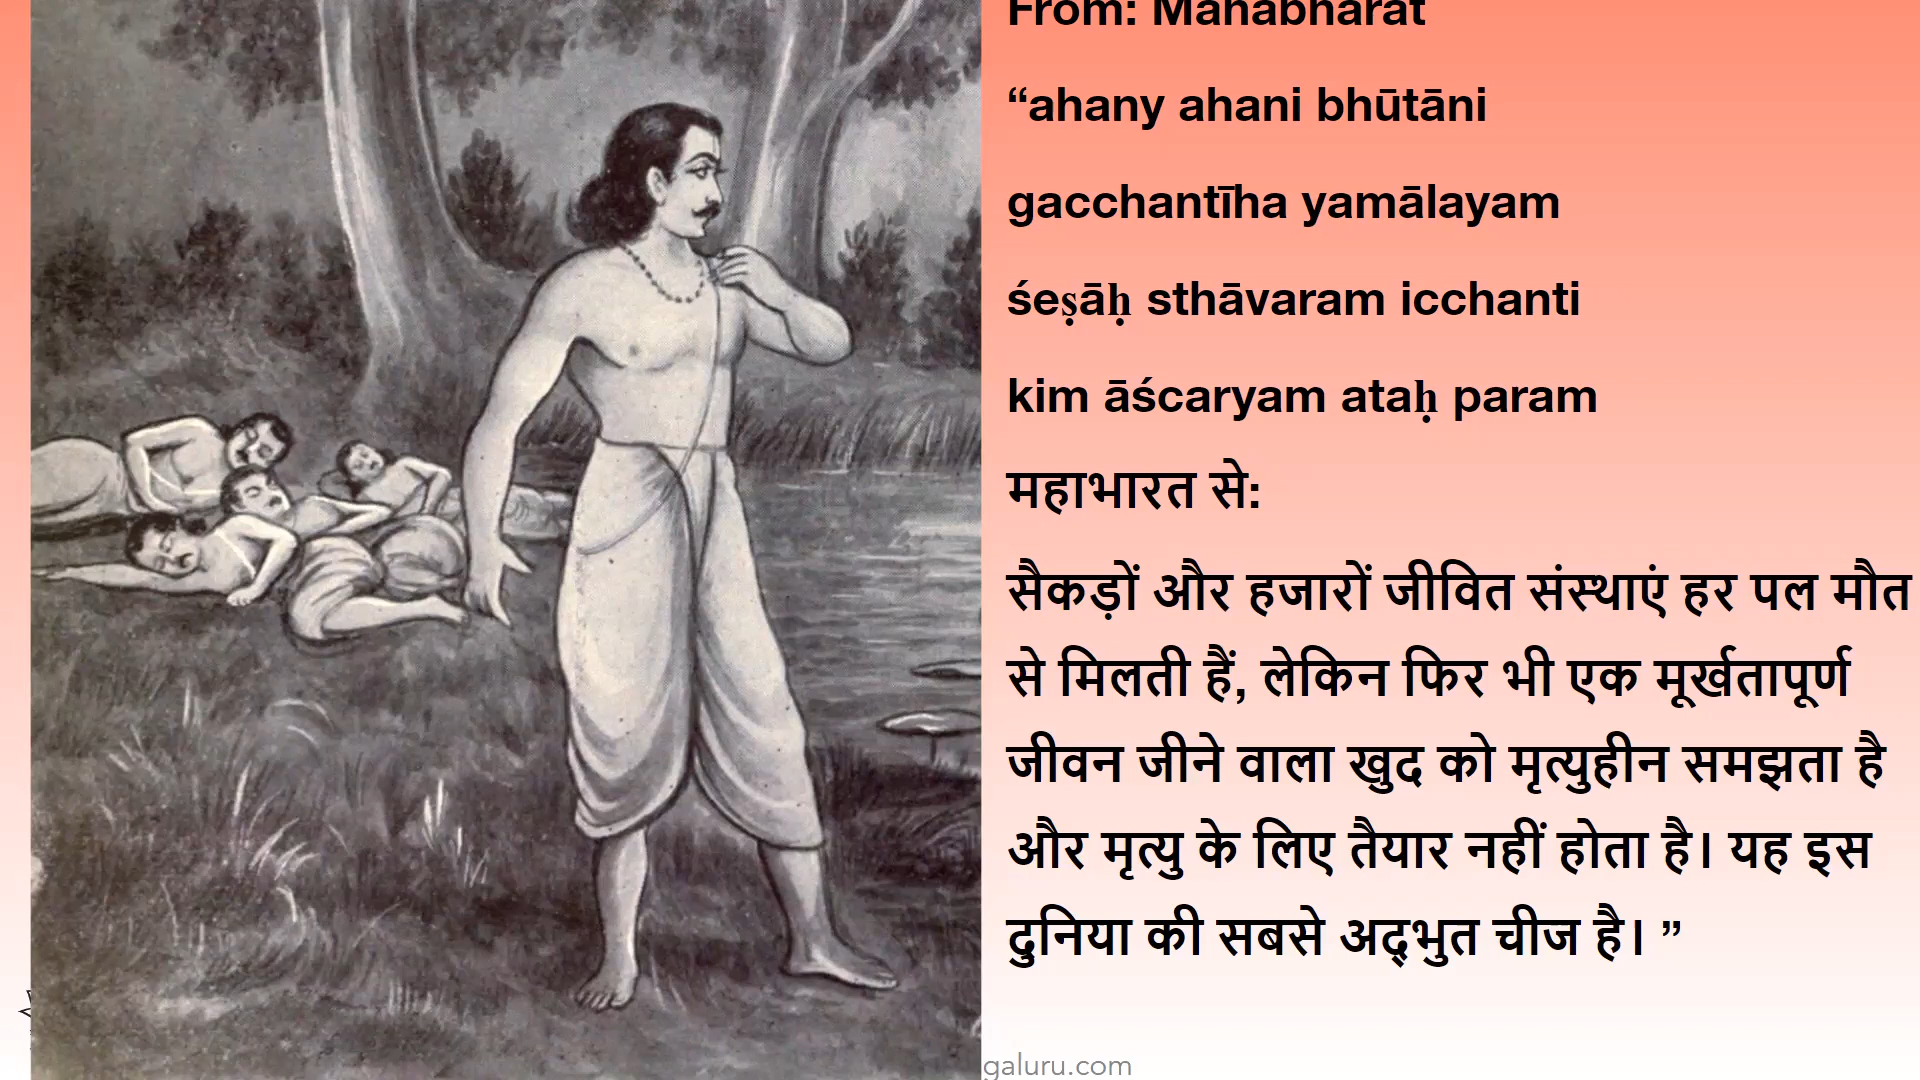 From: Mahabharat
“ahany ahani bhūtāni
gacchantīha yamālayam
śeṣāḥ sthāvaram icchanti
kim āścaryam ataḥ param
महाभारत से:
सैकड़ों और हजारों जीवित संस्थाएं हर पल मौत
से मिलती हैं, लेकिन फिर भी एक मूर्खतापूर्ण
जीवन जीने वाला खुद को मृत्युहीन समझता है
और मृत्यु के लिए तैयार नहीं होता है। यह इस
दुनिया की सबसे अद्‌भुत चीज है। ”
galuru.com